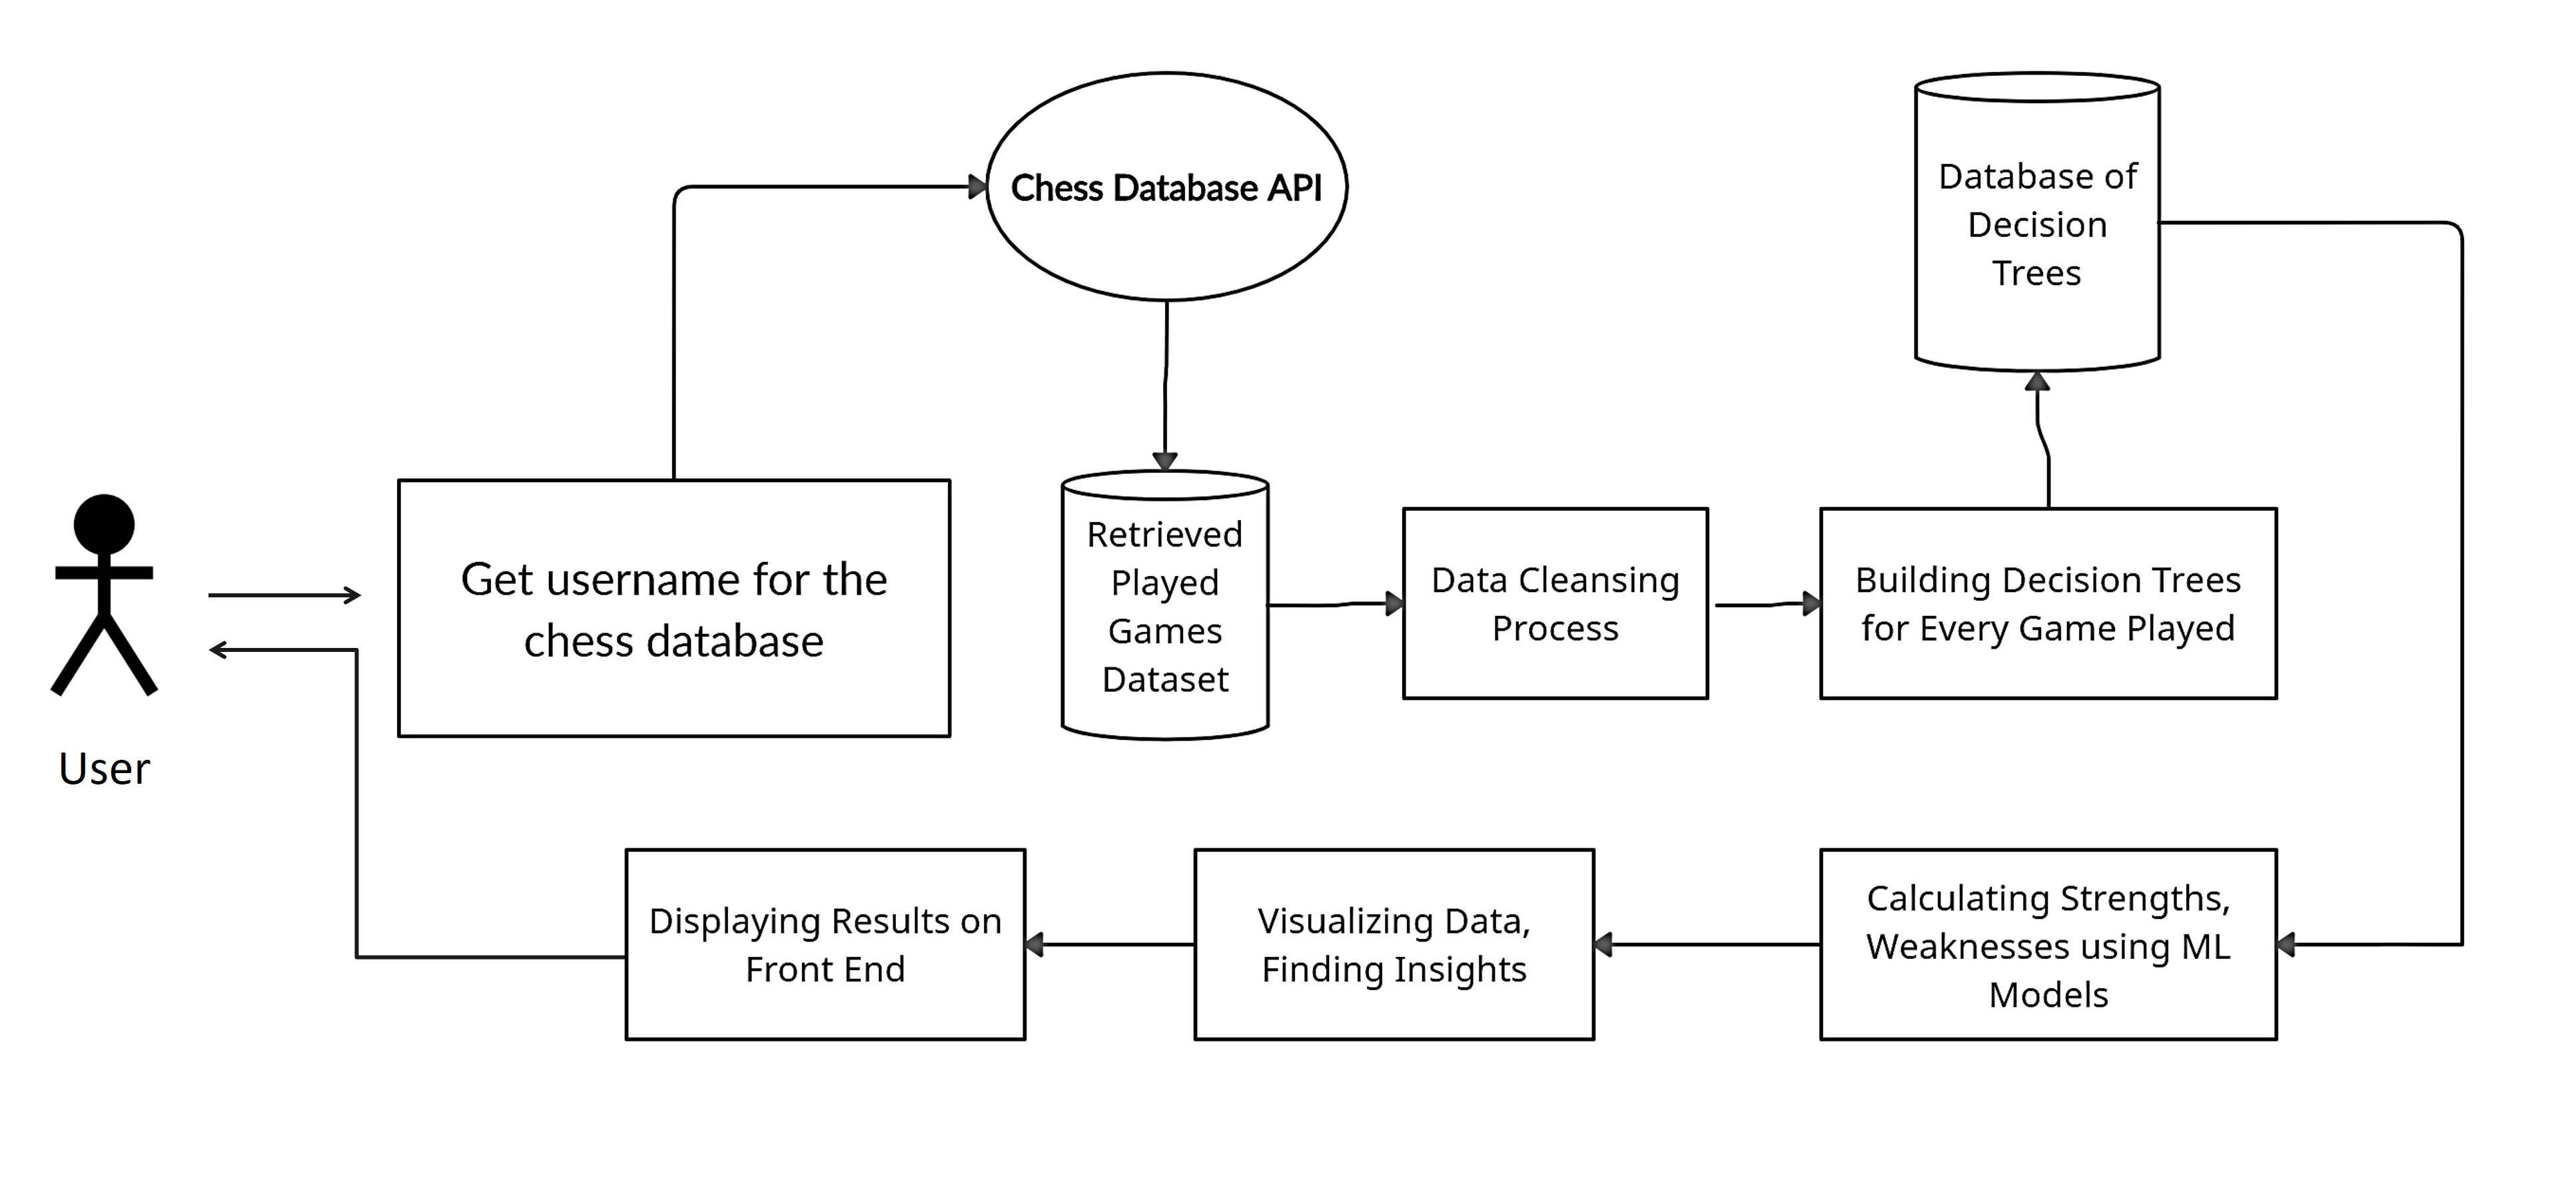 Chess Database API
Database of
Decision
Trees
User
Get username for the
chess database
Retrieved
Played
Games
Dataset
Data Cleansing
Process
Building Decision Trees
for Every Game Played
Displaying Results on
Front End
Visualizing Data,
Finding Insights
Calculating Strengths,
Weaknesses using ML
Models